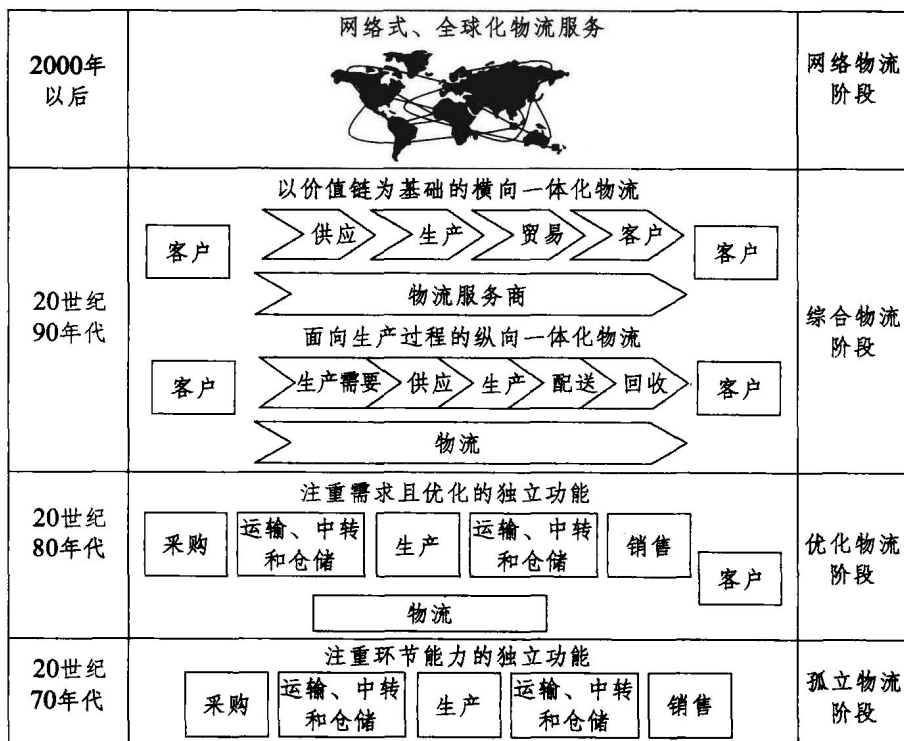 网络式、全球化物流服务
2000年
以后
网络物流
阶段
以价值链为基础的横向一体化物流
客户
供应
生产
贸易
客户
客户
物流服务商
20世纪
90年代
面向生产过程的纵向一体化物流
综合物流
阶段
客户
生产需要
供应
生产
配送
回收
客户
物流
20世纪
80年代
注重需求且优化的独立功能
采购
运输、中转
和仓储
生产
运输、中转
和仓储
销售
客户
优化物流
阶段
物流
20世纪
70年代
注重环节能力的独立功能
采购
运输、中转
和仓储
生产
运输、中转
和仓储
销售
孤立物流
阶段